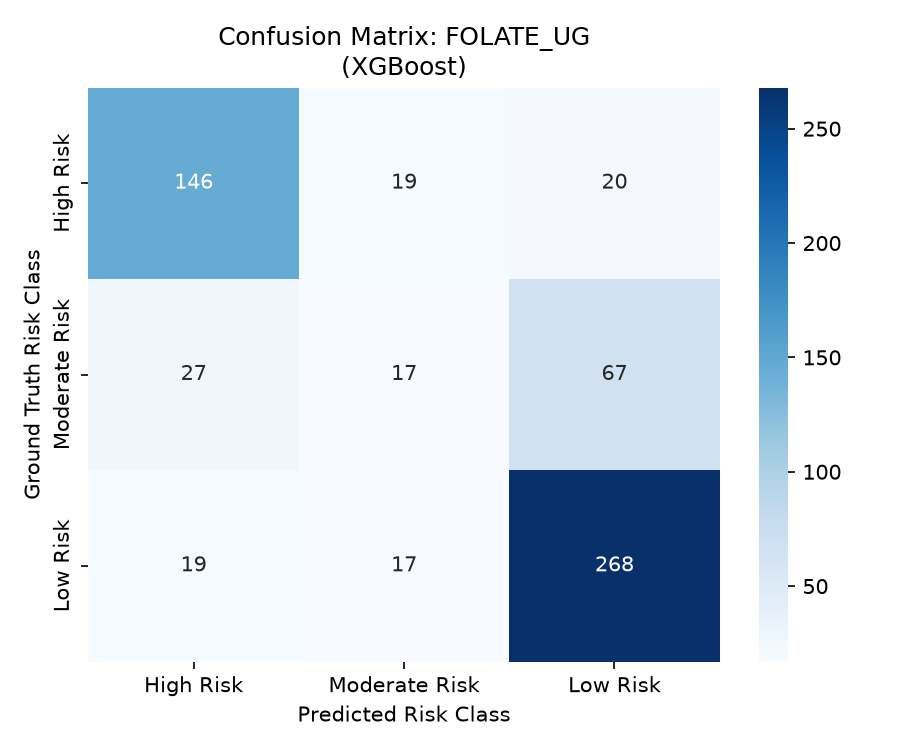 Confusion Matrix: FOLATE_UG
(XGBoost)
Ground Truth Risk Class
High Risk
Moderate Risk
Low Risk
146 19 20
27 17 67
19 17 268
High Risk Moderate Risk Low Risk
Predicted Risk Class
250
200
150
100
50